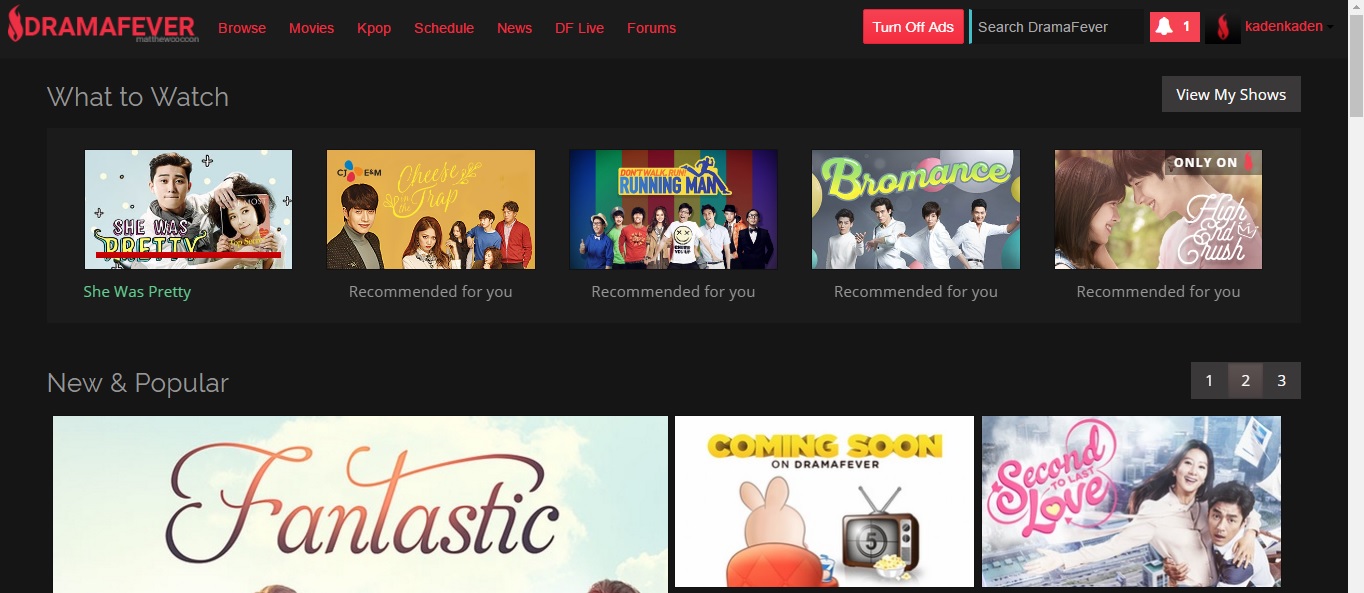 DRAMAFEVER
matthewcoccon
Browse
Movies
Kpop
Schedule
News
DF Live
Forums
Turn Off Ads
Search DramaFever
1
kadenkaden
What to Watch
View My Shows
SHE WAS
PRETTY
CJ E&M
Cheese
in the
Trap
DON'T WALK, RUN!
RUNNING MAN
Bromance
ONLY ON
High
End
Crush
She Was Pretty
Recommended for you
Recommended for you
Recommended for you
Recommended for you
New & Popular
1
2
3
Fantastic
COMING SOON
ON DRAMAFEVER
5
Second
TO LAST
Love